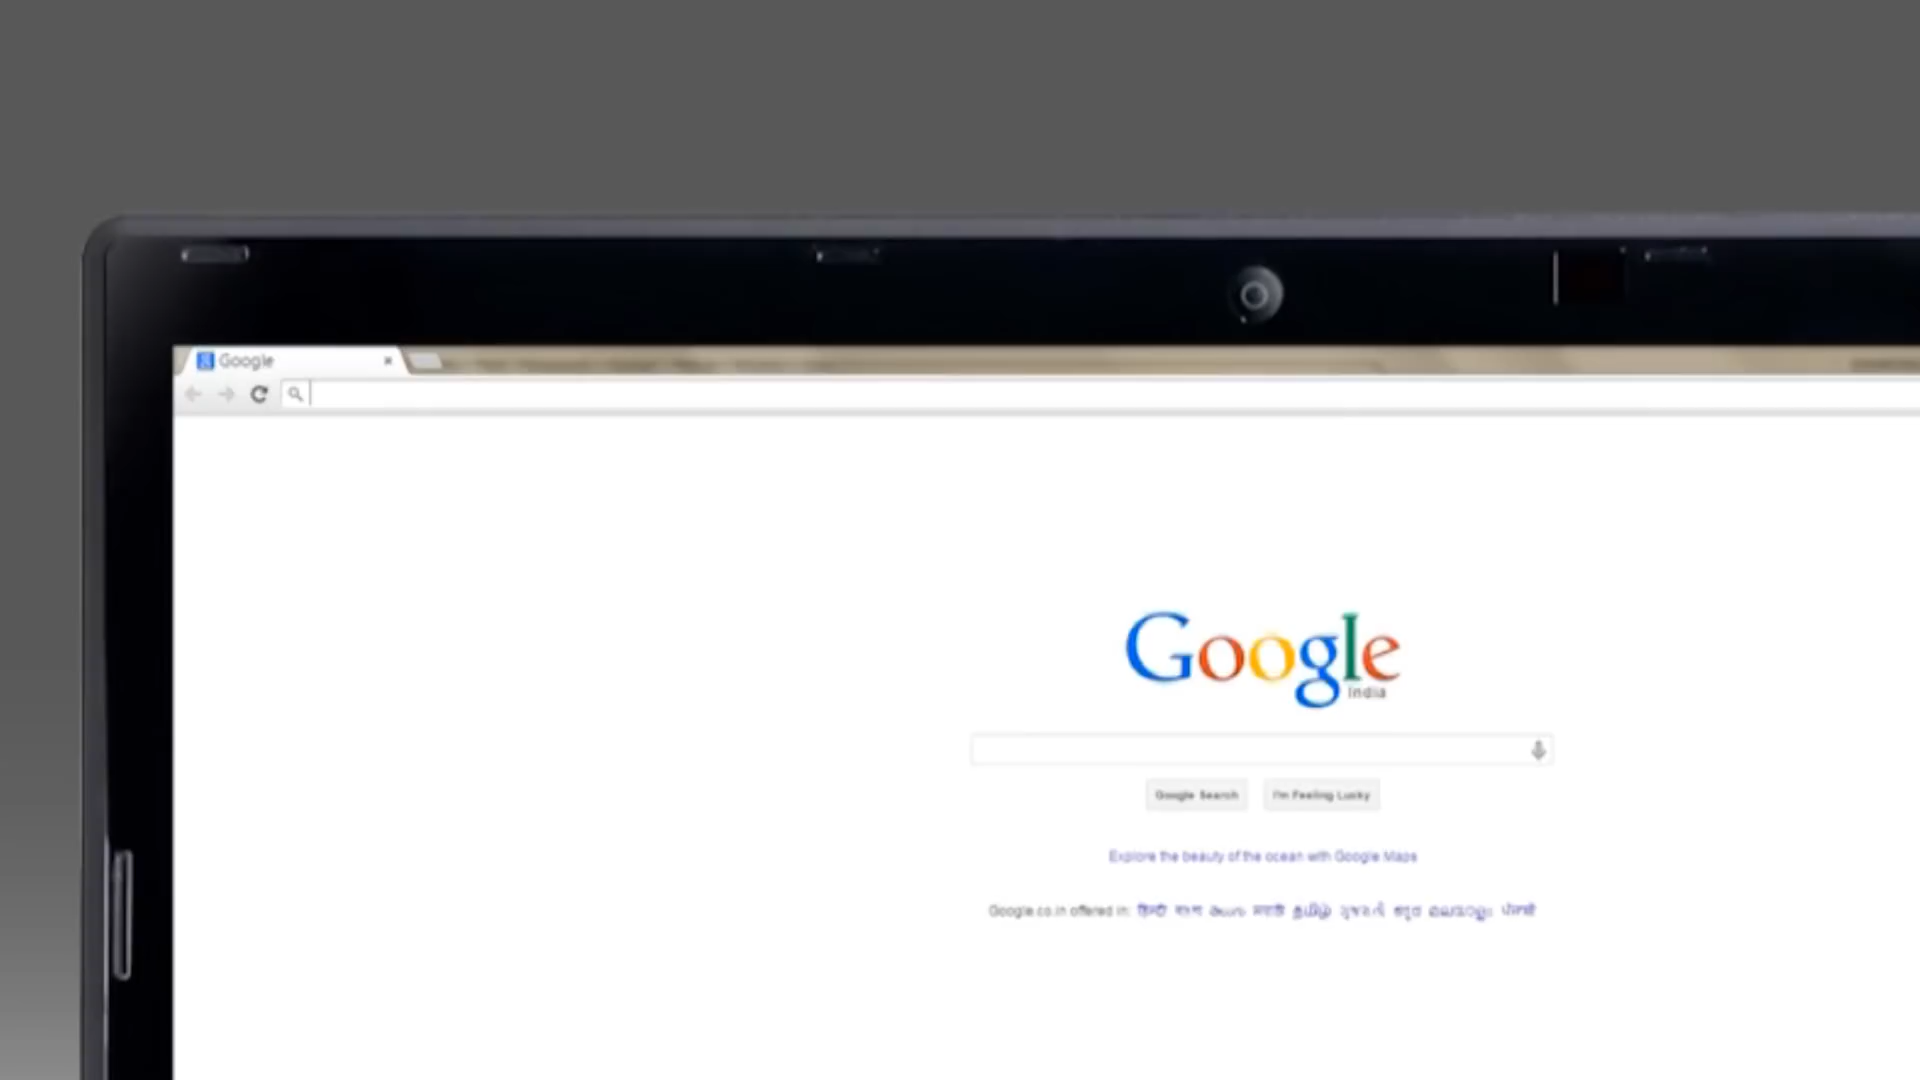 Google
Google
India
Google Search I'm Feeling Lucky
Explore the beauty of the ocean with Google Maps
Google.co.in offered in: हिन्दी বাংলা తెలుగు मराठी தமிழ் ગુજરાતી ಕನ್ನಡ മലയാളം ਪੰਜਾਬੀ